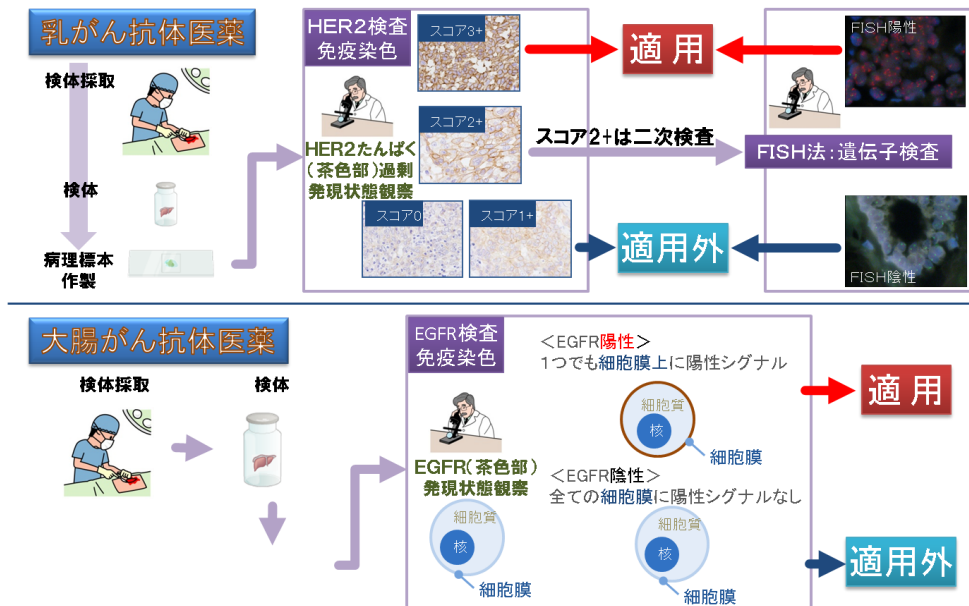 乳がん抗体医薬
検体採取
検体
病理標本
作製
HER2検査
免疫染色
HER2たんぱく
(茶色部)過剰
発現状態観察
スコア3+
スコア2+
スコア0
スコア1+
適用
スコア2+は二次検査
適用外
FISH陽性
FISH法:遺伝子検査
FISH陰性
大腸がん抗体医薬
検体採取
検体
EGFR検査
免疫染色
EGFR(茶色部)
発現状態観察
細胞質
核
細胞膜
<EGFR陽性>
1つでも細胞膜上に陽性シグナル
細胞質
核
細胞膜
<EGFR陰性>
全ての細胞膜に陽性シグナルなし
細胞質
核
細胞膜
適用
適用外